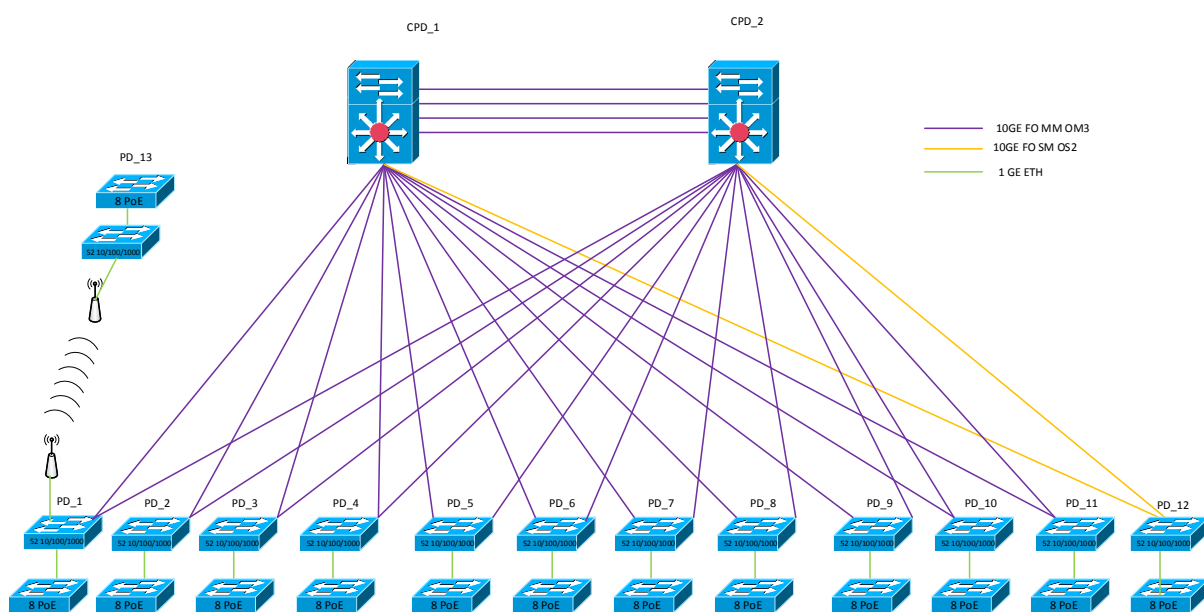 CPD_1
CPD_2
10GE FO MM OM3
10GE FO SM OS2
1 GE ETH
PD_13
8 PoE
52 10/100/1000
PD_1
PD_2
PD_3
PD_4
PD_5
PD_6
PD_7
PD_8
PD_9
PD_10
PD_11
PD_12
52 10/100/1000
52 10/100/1000
52 10/100/1000
52 10/100/1000
52 10/100/1000
52 10/100/1000
52 10/100/1000
52 10/100/1000
52 10/100/1000
52 10/100/1000
52 10/100/1000
52 10/100/1000
8 PoE
8 PoE
8 PoE
8 PoE
8 PoE
8 PoE
8 PoE
8 PoE
8 PoE
8 PoE
8 PoE
8 PoE